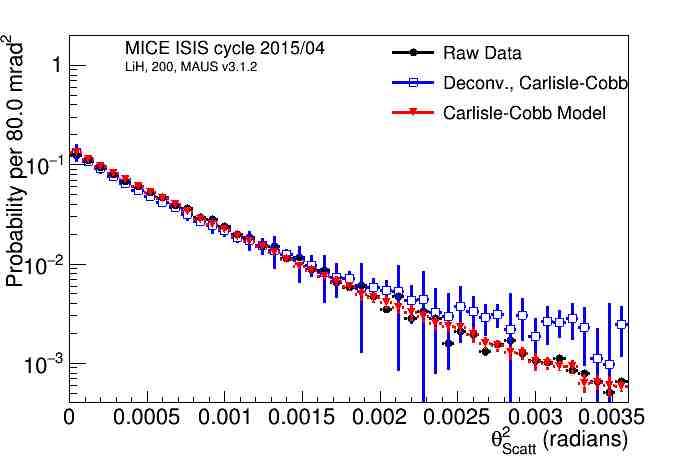 MICE ISIS cycle 2015/04
LiH, 200, MAUS v3.1.2
Raw Data
Deconv., Carlisle-Cobb
Carlisle-Cobb Model
Probability per 80.0 mrad²
1
10⁻¹
10⁻²
10⁻³
0 0.0005 0.001 0.0015 0.002 0.0025 0.003 0.0035
θ²Scatt (radians)